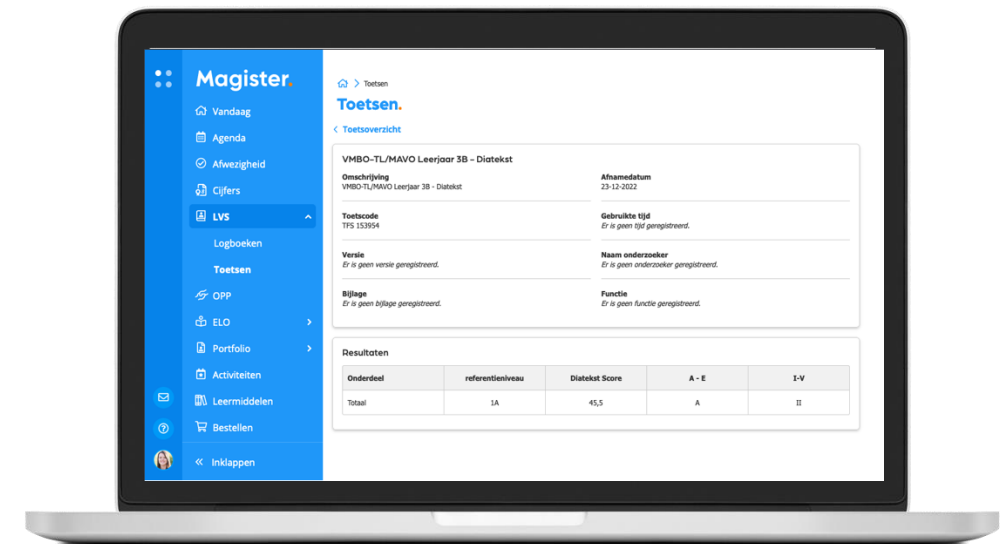 Magister.
Vandaag
Agenda
Afwezigheid
Cijfers
LVS
Logboeken
Toetsen
OPP
ELO
Portfolio
Activiteiten
Leermiddelen
Bestellen
Inklappen
Toetsen
Toetsen.
Toetsoverzicht
VMBO-TL/MAVO Leerjaar 3B - Diatekst
Omschrijving
VMBO-TL/MAVO Leerjaar 3B - Diatekst
Afnamedatum
23-12-2022
Toetscode
TFS 153954
Gebruikte tijd
Er is geen tijd geregistreerd.
Versie
Er is geen versie geregistreerd.
Naam onderzoeker
Er is geen onderzoeker geregistreerd.
Bijlage
Er is geen bijlage geregistreerd.
Functie
Er is geen functie geregistreerd.
Resultaten
Onderdeel referentieniveau Diatekst Score A - E I-V
Totaal 1A 45,5 A II